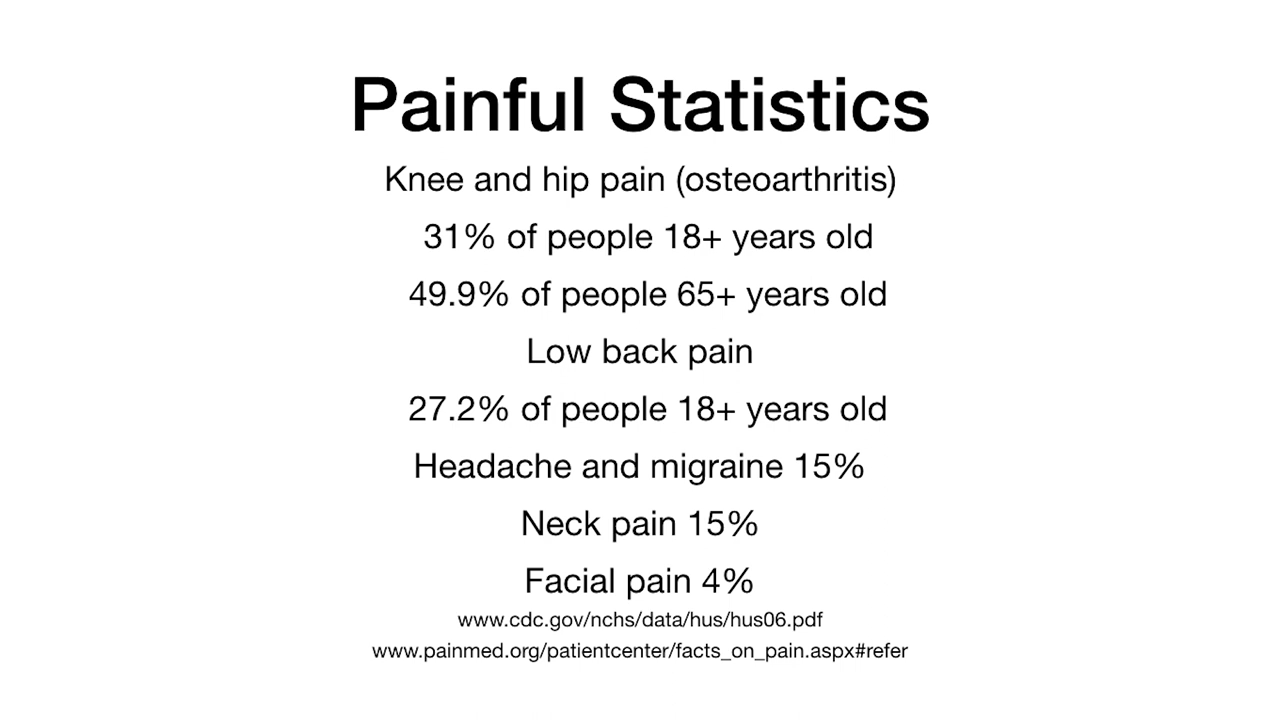 Painful Statistics
Knee and hip pain (osteoarthritis)
31% of people 18+ years old
49.9% of people 65+ years old
Low back pain
27.2% of people 18+ years old
Headache and migraine 15%
Neck pain 15%
Facial pain 4%
www.cdc.gov/nchs/data/hus/hus06.pdf
www.painmed.org/patientcenter/facts_on_pain.aspx#refer